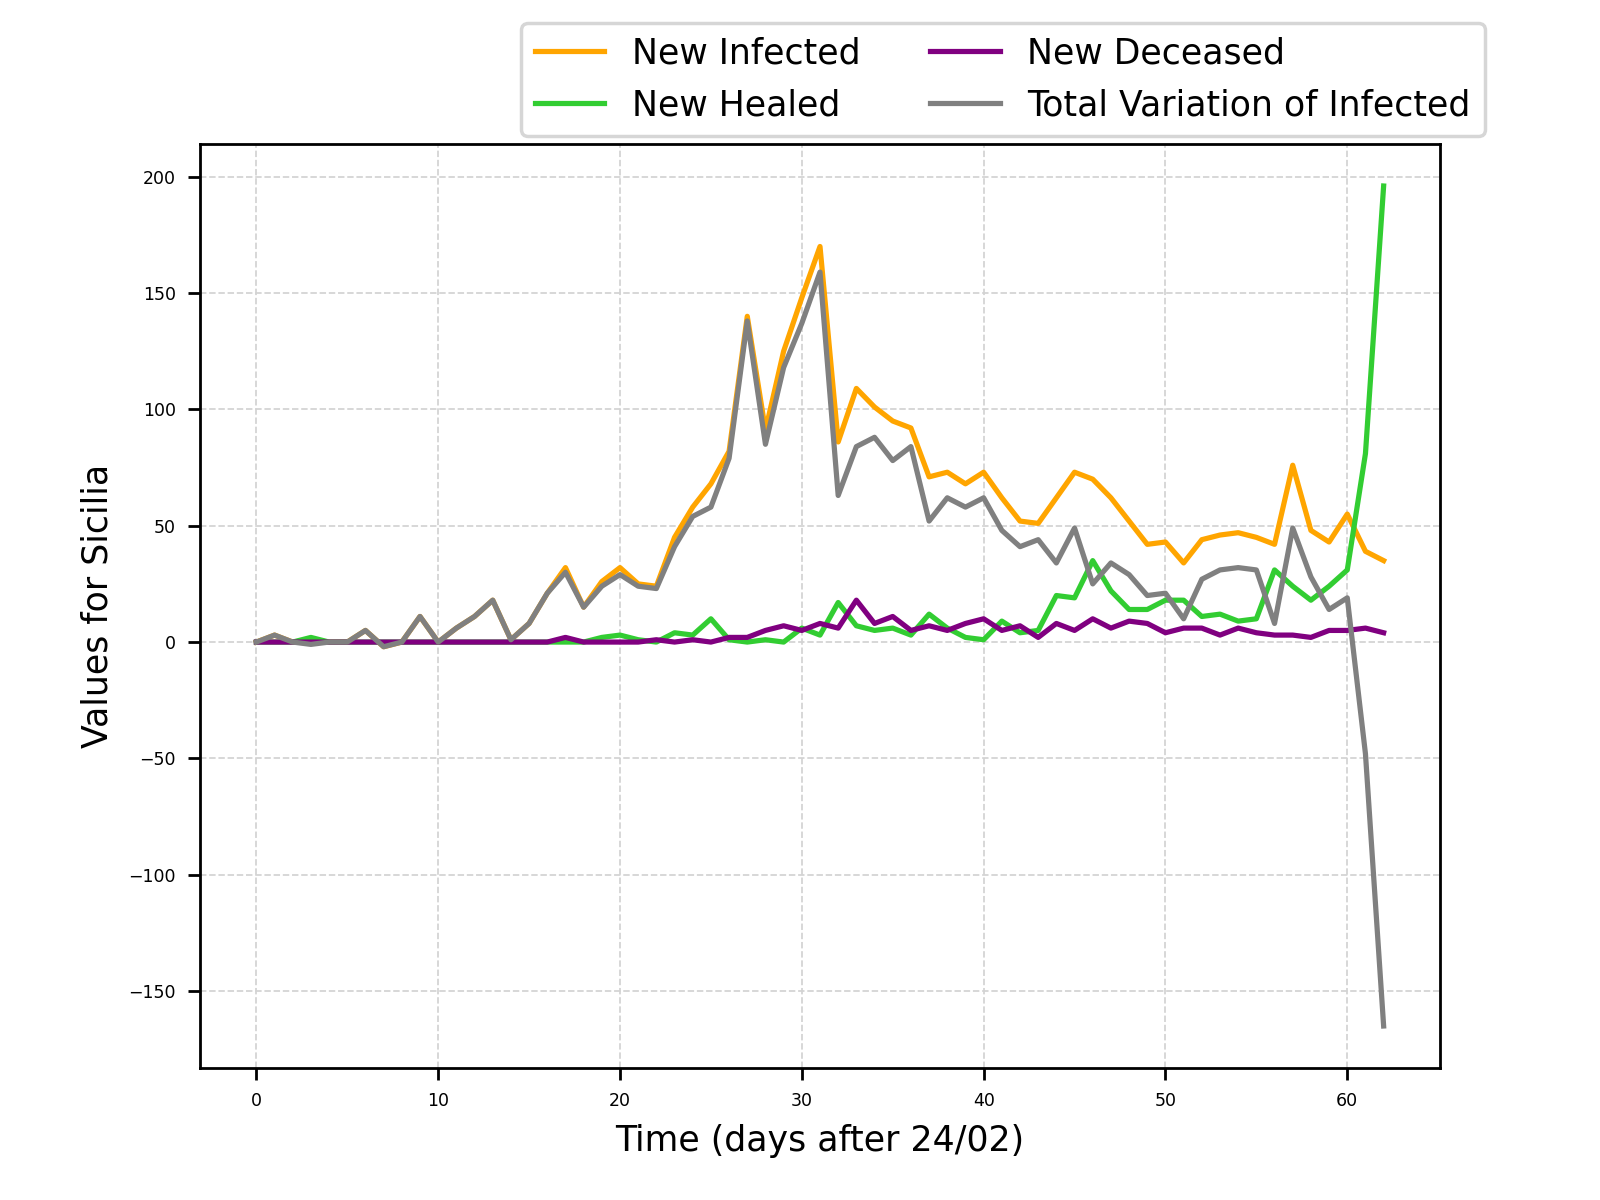 New Infected
New Healed
New Deceased
Total Variation of Infected
Values for Sicilia
200
150
100
50
0
−50
−100
−150
0 10 20 30 40 50 60
Time (days after 24/02)